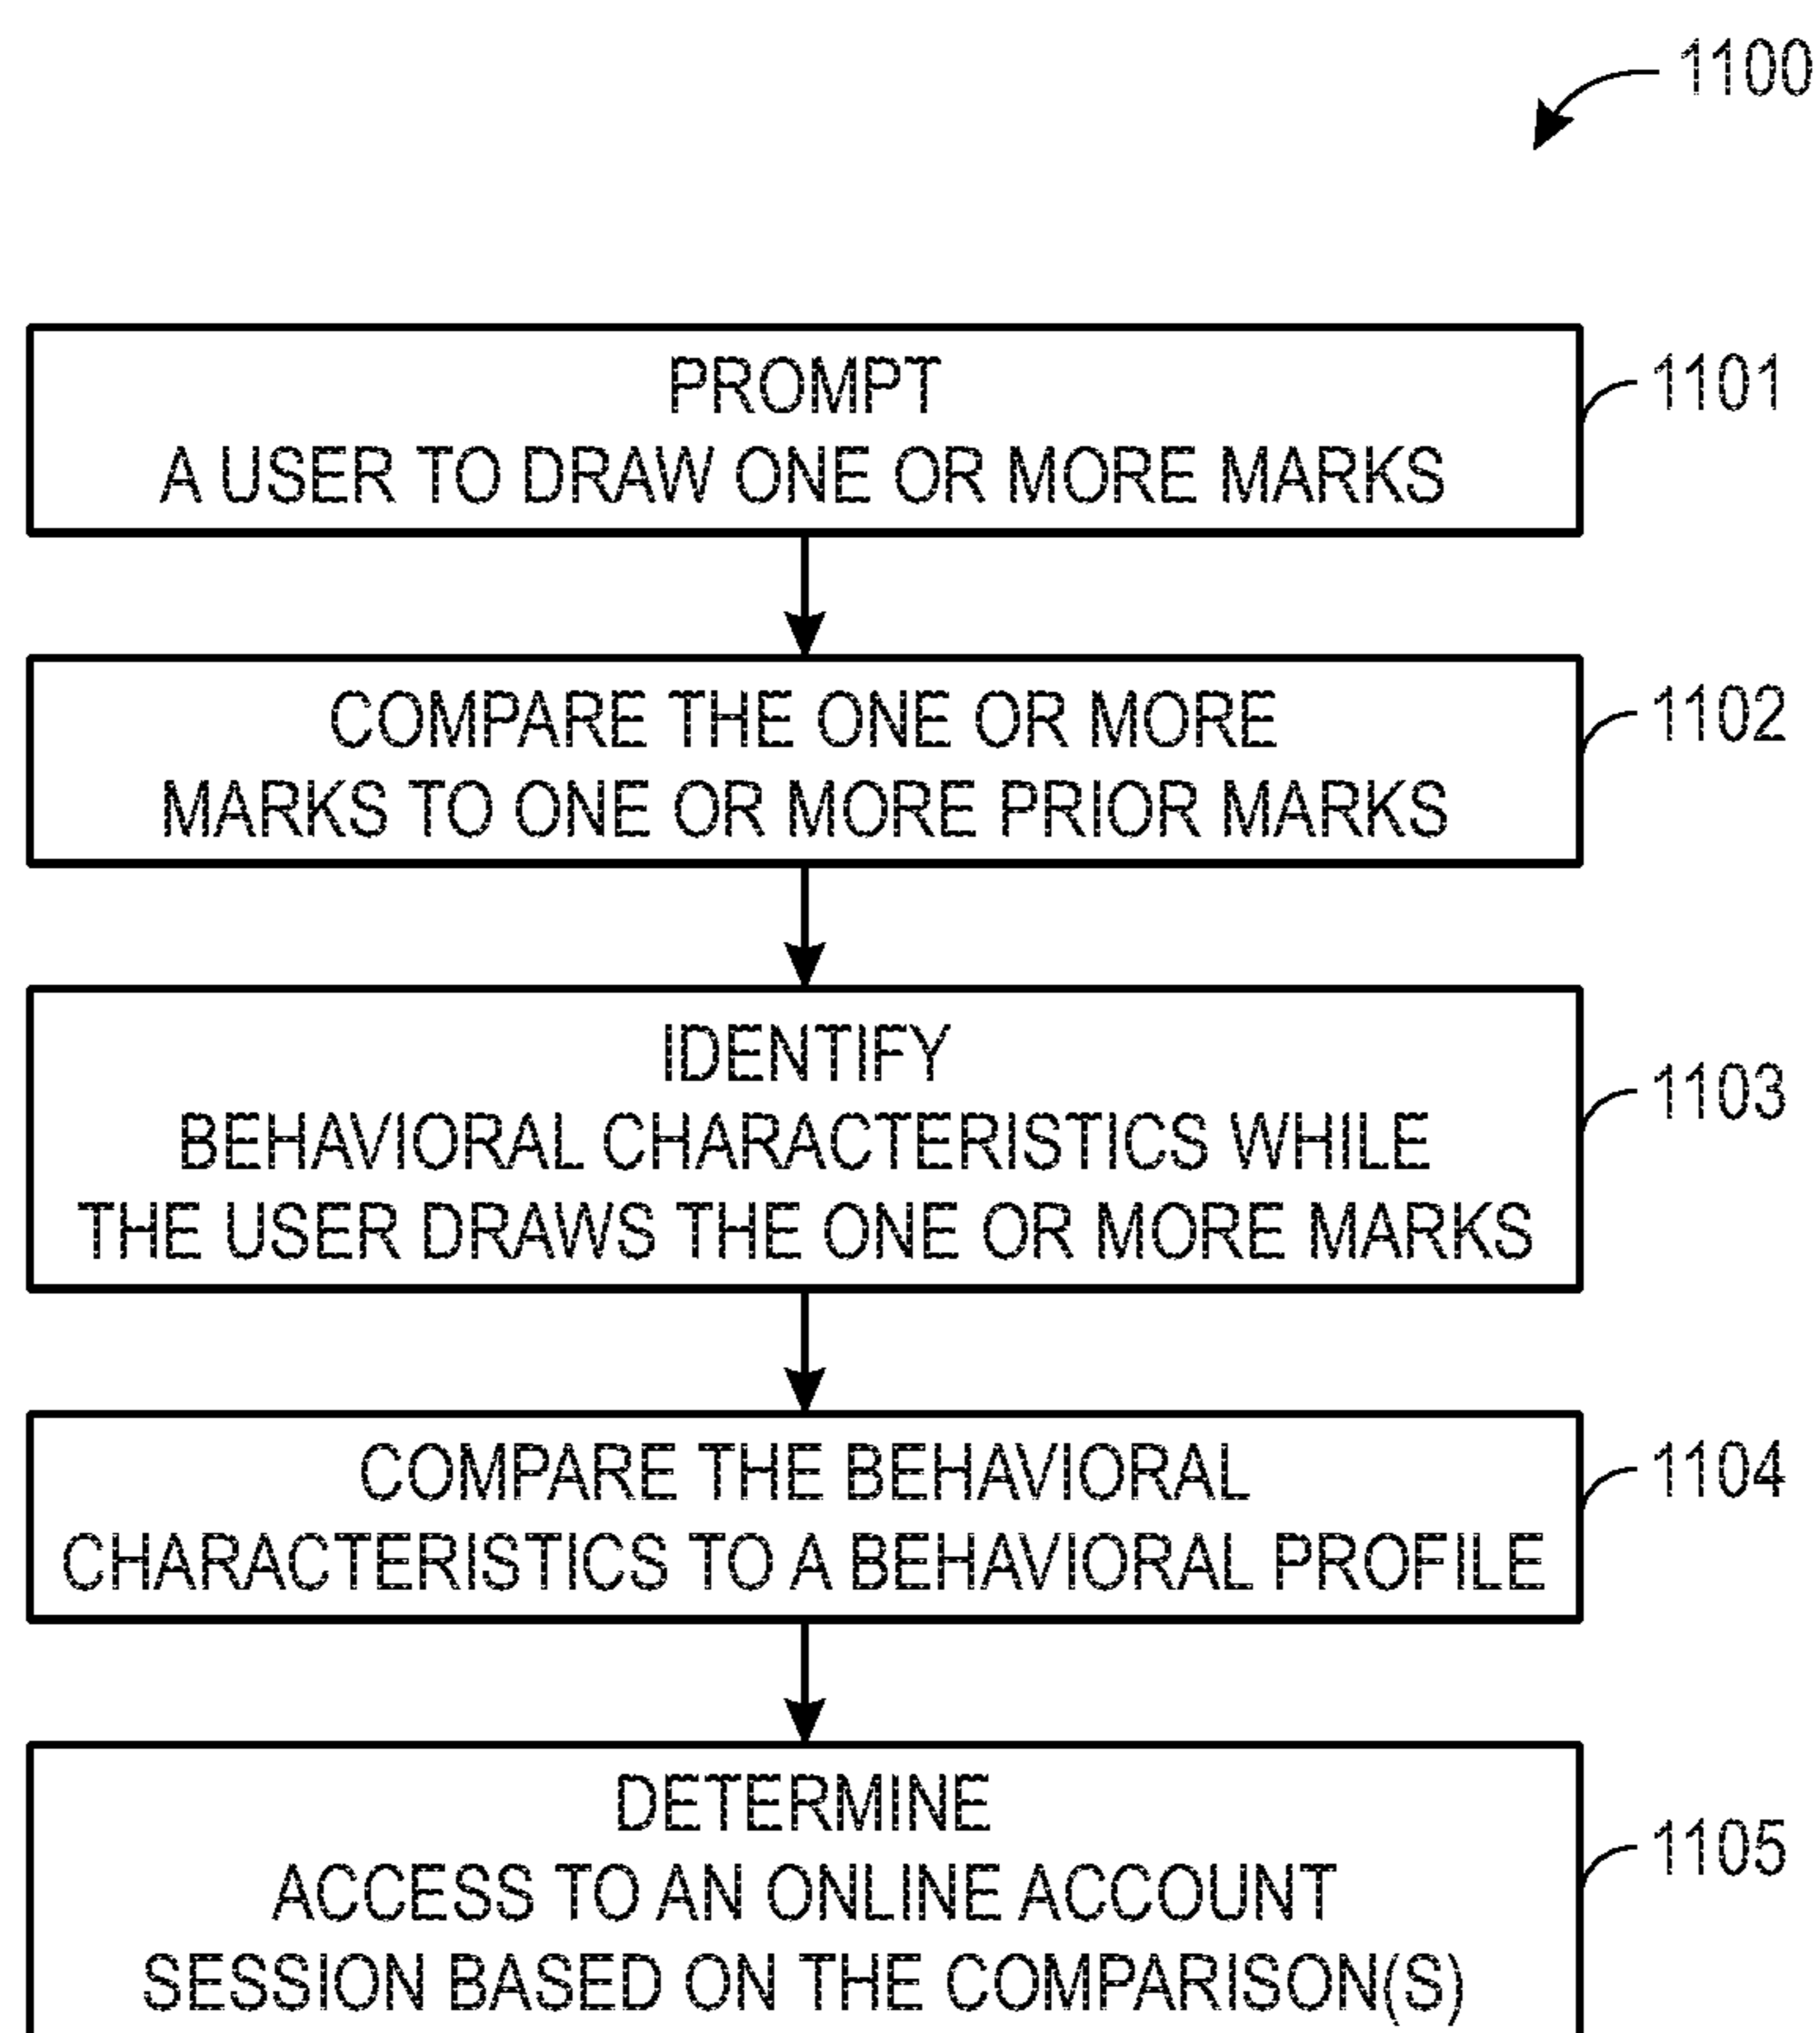 1100
PROMPT
A USER TO DRAW ONE OR MORE MARKS
1101
COMPARE THE ONE OR MORE
MARKS TO ONE OR MORE PRIOR MARKS
1102
IDENTIFY
BEHAVIORAL CHARACTERISTICS WHILE
THE USER DRAWS THE ONE OR MORE MARKS
1103
COMPARE THE BEHAVIORAL
CHARACTERISTICS TO A BEHAVIORAL PROFILE
1104
DETERMINE
ACCESS TO AN ONLINE ACCOUNT
SESSION BASED ON THE COMPARISON(S)
1105